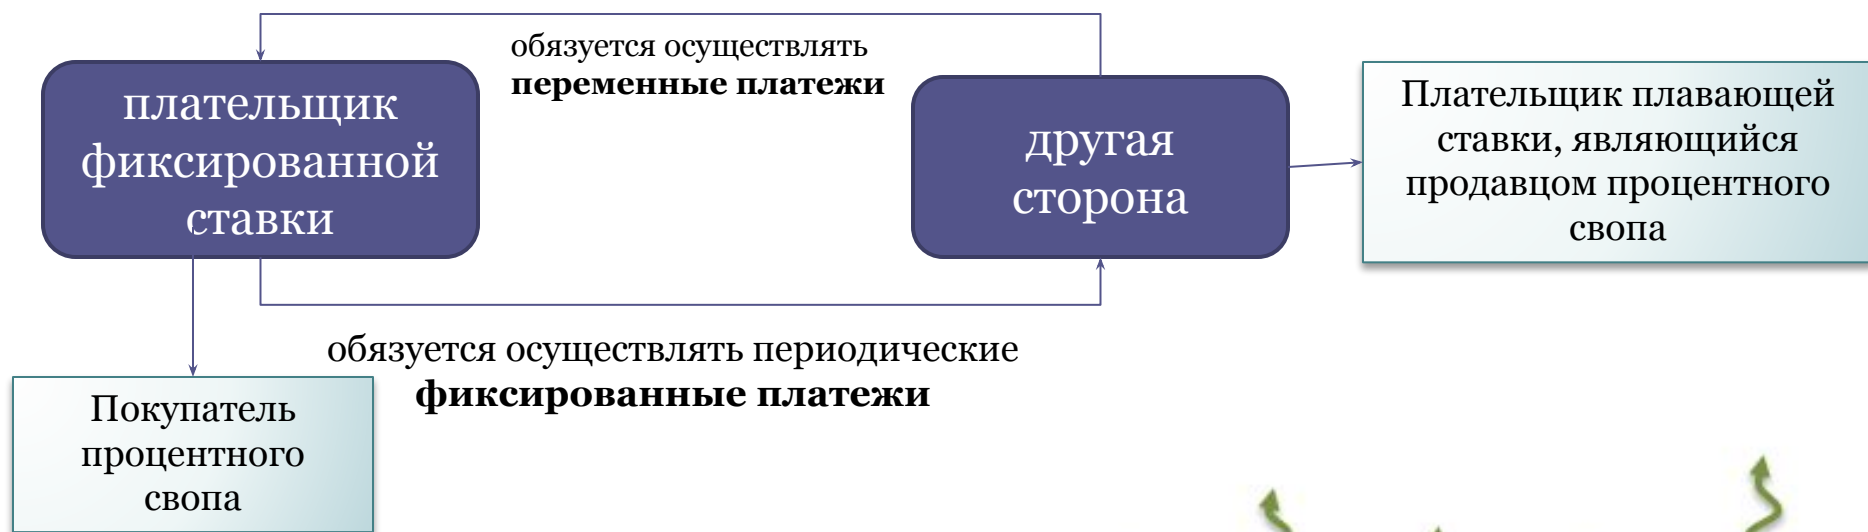 обязуется осуществлять
переменные платежи
плательщик
фиксированной
ставки
другая
сторона
Плательщик плавающей
ставки, являющийся
продавцом процентного
свопа
обязуется осуществлять периодические
фиксированные платежи
Покупатель
процентного
свопа